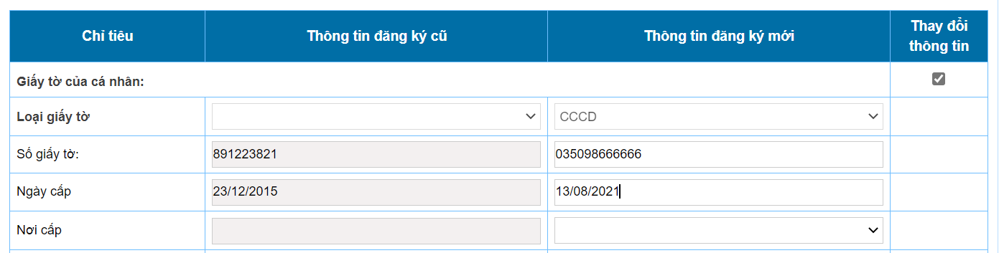 Chỉ tiêu Thông tin đăng ký cũ Thông tin đăng ký mới Thay đổi thông tin
Giấy tờ của cá nhân:
Loại giấy tờ CCCD
Số giấy tờ: 891223821 035098666666
Ngày cấp 23/12/2015 13/08/2021
Nơi cấp